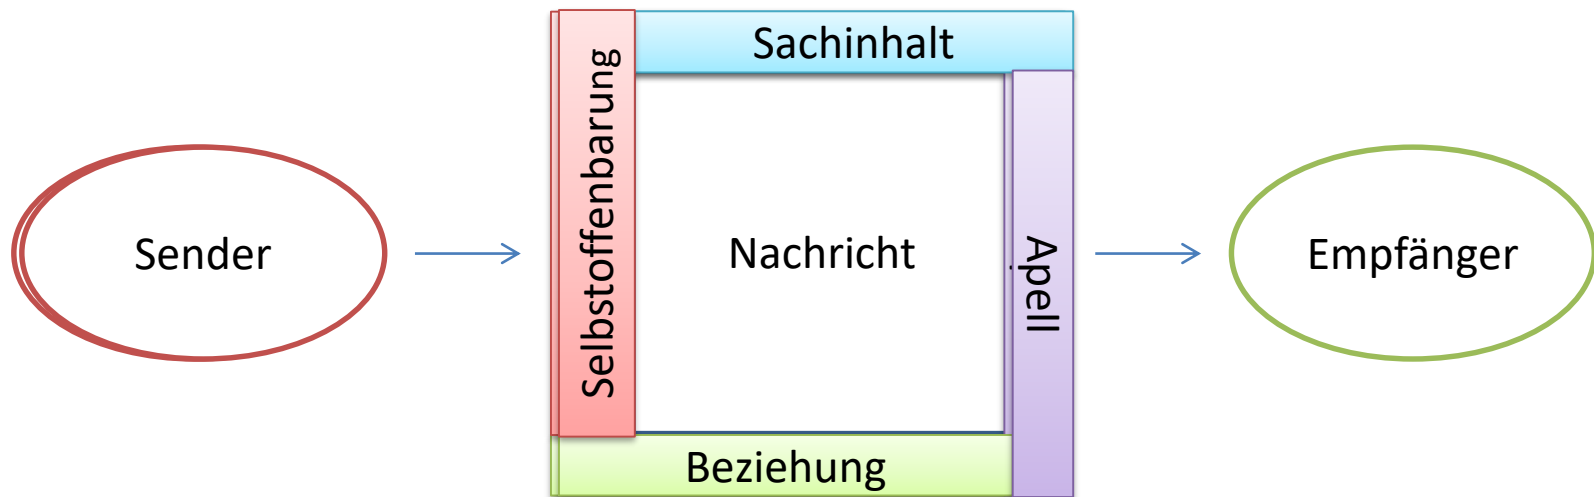 Sachinhalt
Selbstoffenbarung
Sender
Nachricht
Apell
Empfänger
Beziehung